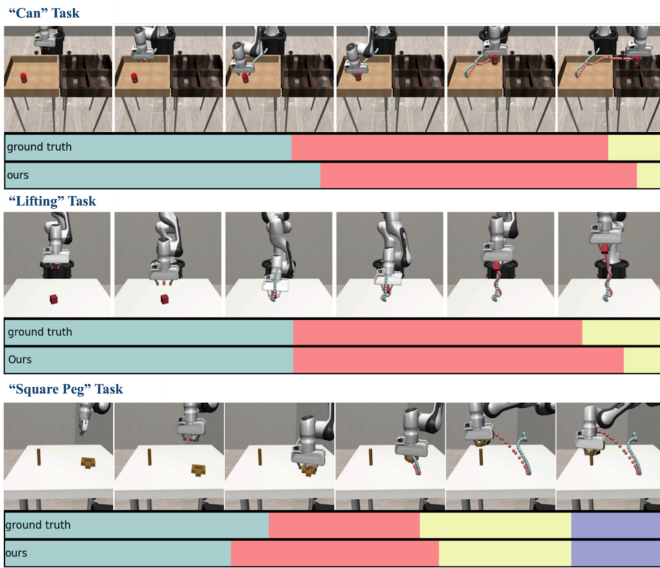 “Can” Task
ground truth
ours
“Lifting” Task
ground truth
Ours
“Square Peg” Task
ground truth
ours